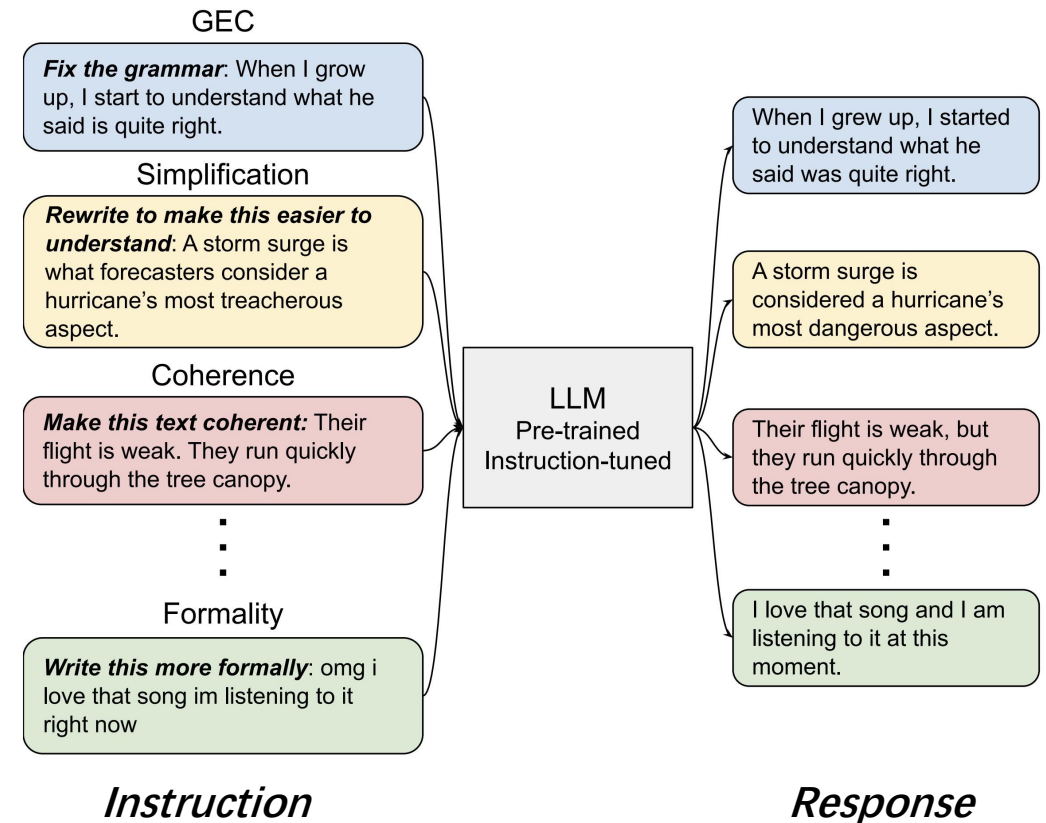 GEC
Fix the grammar: When I grow
up, I start to understand what he
said is quite right.
Simplification
Rewrite to make this easier to
understand: A storm surge is
what forecasters consider a
hurricane’s most treacherous
aspect.
Coherence
Make this text coherent: Their
flight is weak. They run quickly
through the tree canopy.
Formality
Write this more formally: omg i
love that song im listening to it
right now
Instruction
LLM
Pre-trained
Instruction-tuned
When I grew up, I started
to understand what he
said was quite right.
A storm surge is
considered a hurricane’s
most dangerous aspect.
Their flight is weak, but
they run quickly through
the tree canopy.
I love that song and I am
listening to it at this
moment.
Response